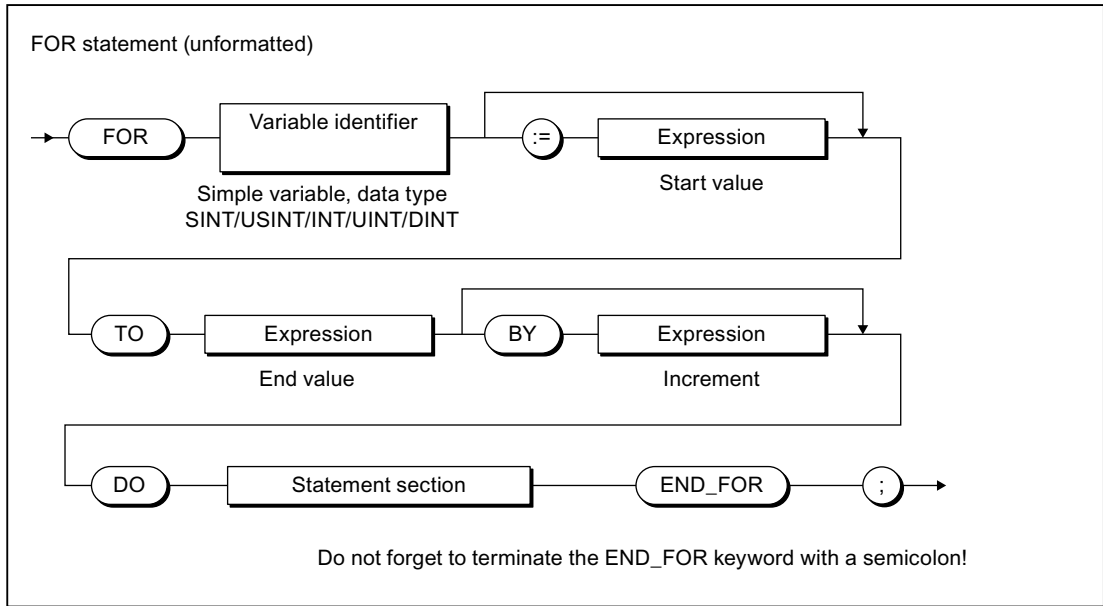 FOR statement (unformatted)
FOR Variable identifier := Expression
Simple variable, data type Start value
SINT/USINT/INT/UINT/DINT
TO Expression BY Expression
End value Increment
DO Statement section END_FOR ;
Do not forget to terminate the END_FOR keyword with a semicolon!